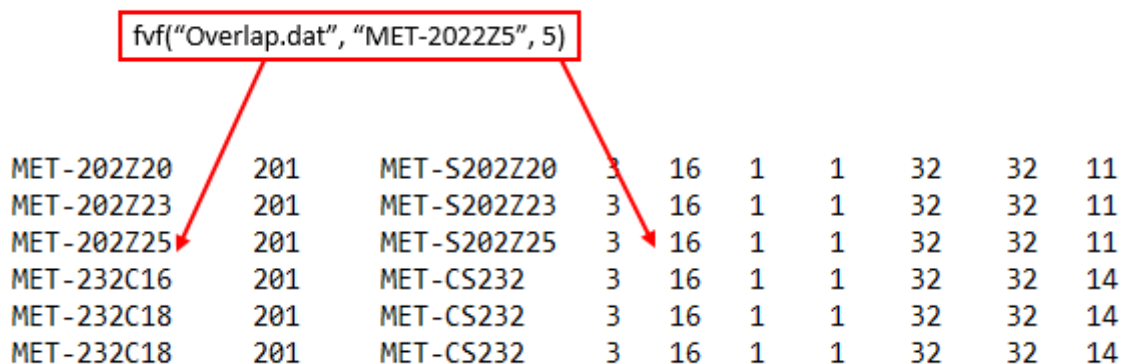 fvf(“Overlap.dat”, “MET-2022Z5”, 5)
MET-202Z20 201 MET-S202Z20 3 16 1 1 32 32 11
MET-202Z23 201 MET-S202Z23 3 16 1 1 32 32 11
MET-202Z25 201 MET-S202Z25 3 16 1 1 32 32 11
MET-232C16 201 MET-CS232 3 16 1 1 32 32 14
MET-232C18 201 MET-CS232 3 16 1 1 32 32 14
MET-232C18 201 MET-CS232 3 16 1 1 32 32 14